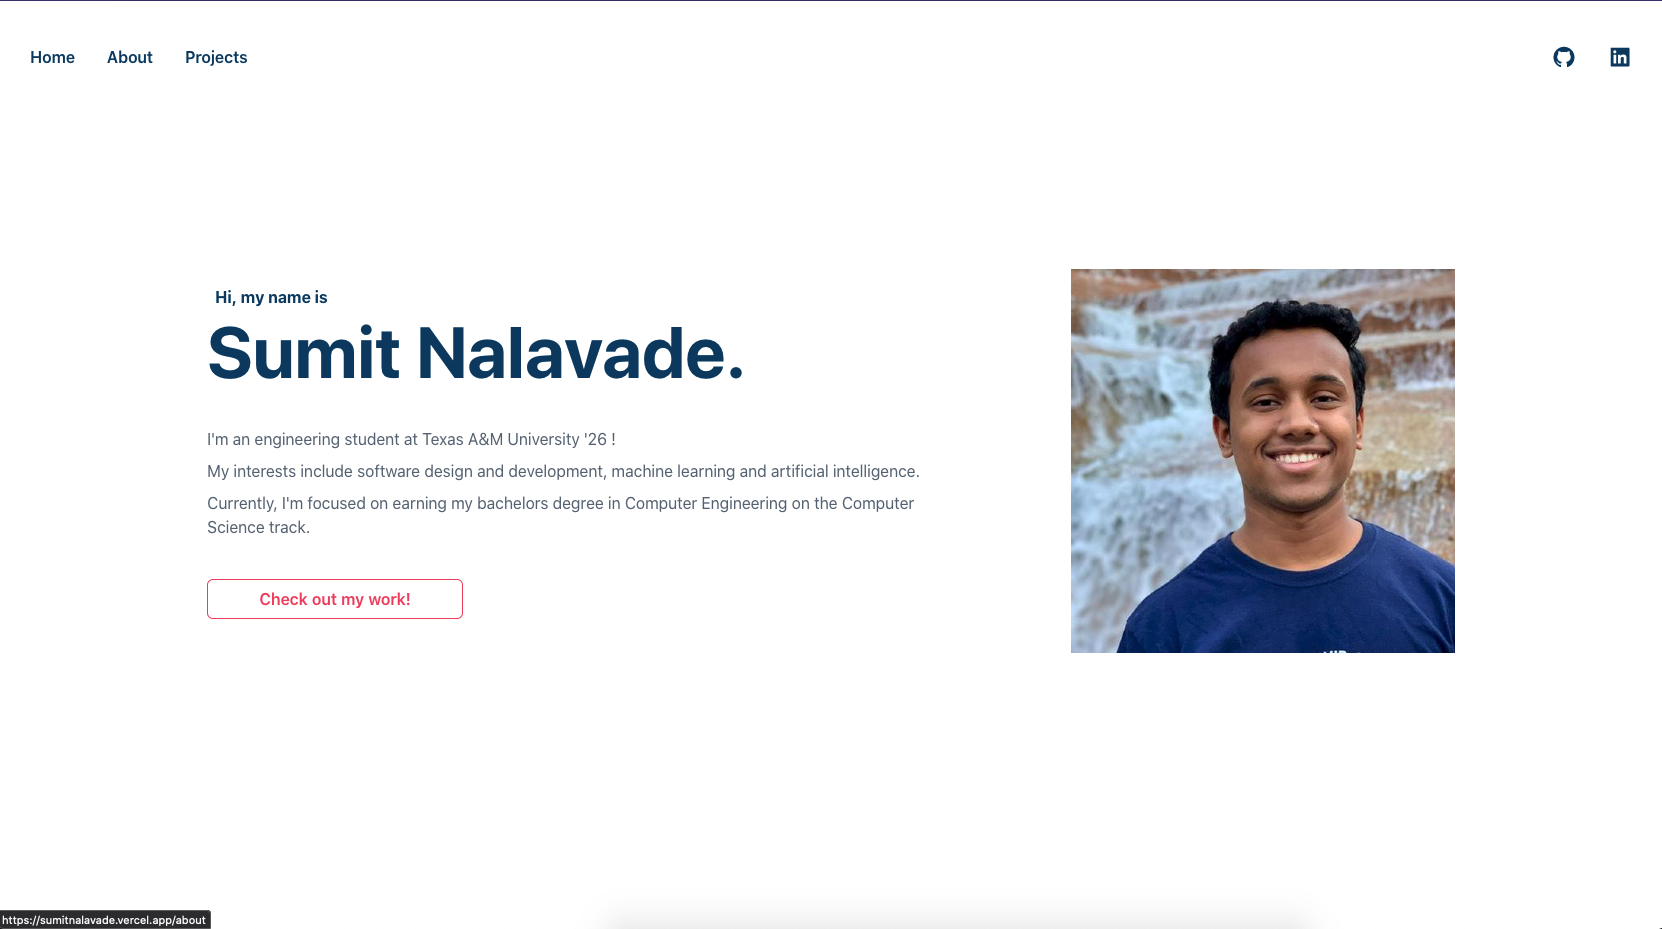 Home About Projects
Hi, my name is
Sumit Nalavade.
I'm an engineering student at Texas A&M University '26 !
My interests include software design and development, machine learning and artificial intelligence.
Currently, I'm focused on earning my bachelors degree in Computer Engineering on the Computer
Science track.
Check out my work!
https://sumitnalavade.vercel.app/about